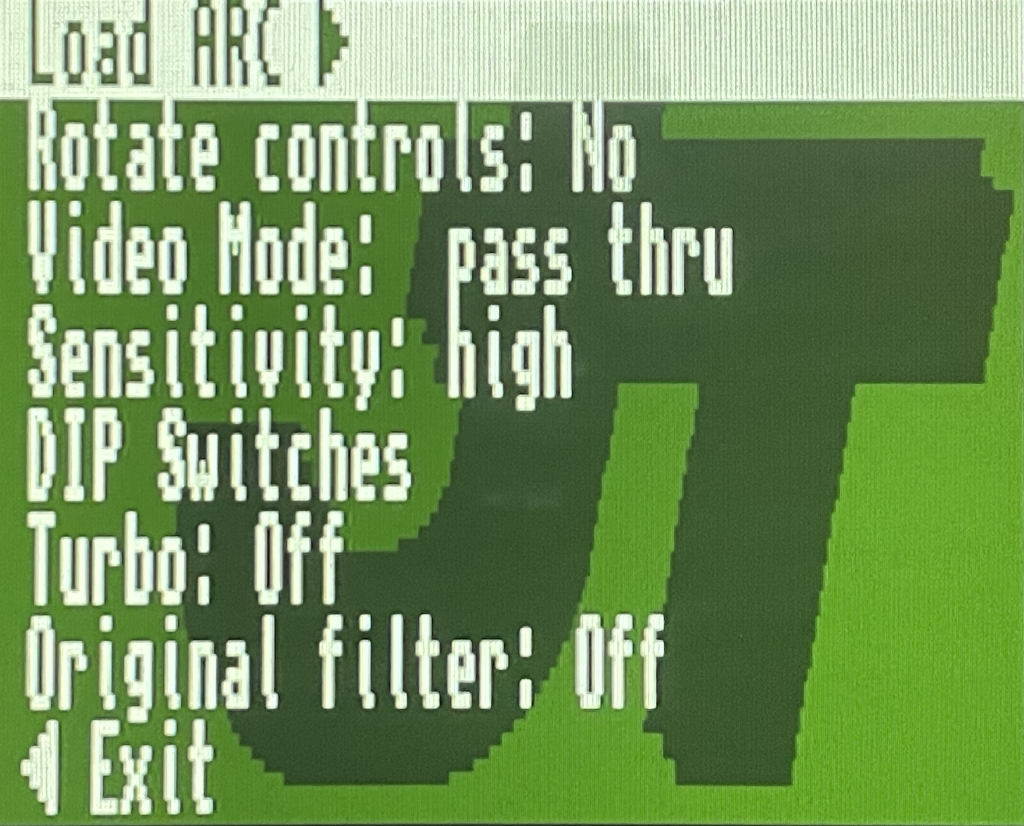 Load ARC
Rotate controls: No
Video Mode: pass thru
Sensitivity: high
DIP Switches
Turbo: Off
Original filter: Off
Exit
JT